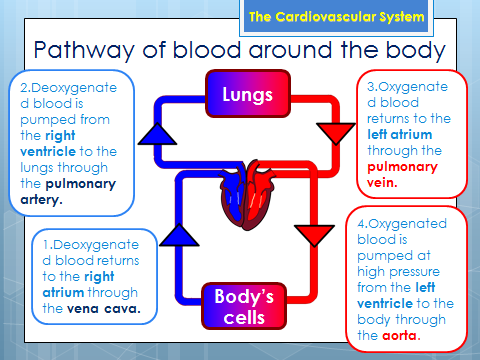 The Cardiovascular System
Pathway of blood around the body
2.Deoxygenate
d blood is
pumped from
the right
ventricle to the
lungs through
the pulmonary
artery.
Lungs
3.Oxygenate
d blood
returns to the
left atrium
through the
pulmonary
vein.
1.Deoxygenate
d blood returns
to the right
atrium through
the vena cava.
Body's
cells
4.Oxygenated
blood is
pumped at
high pressure
from the left
ventricle to the
body through
the aorta.